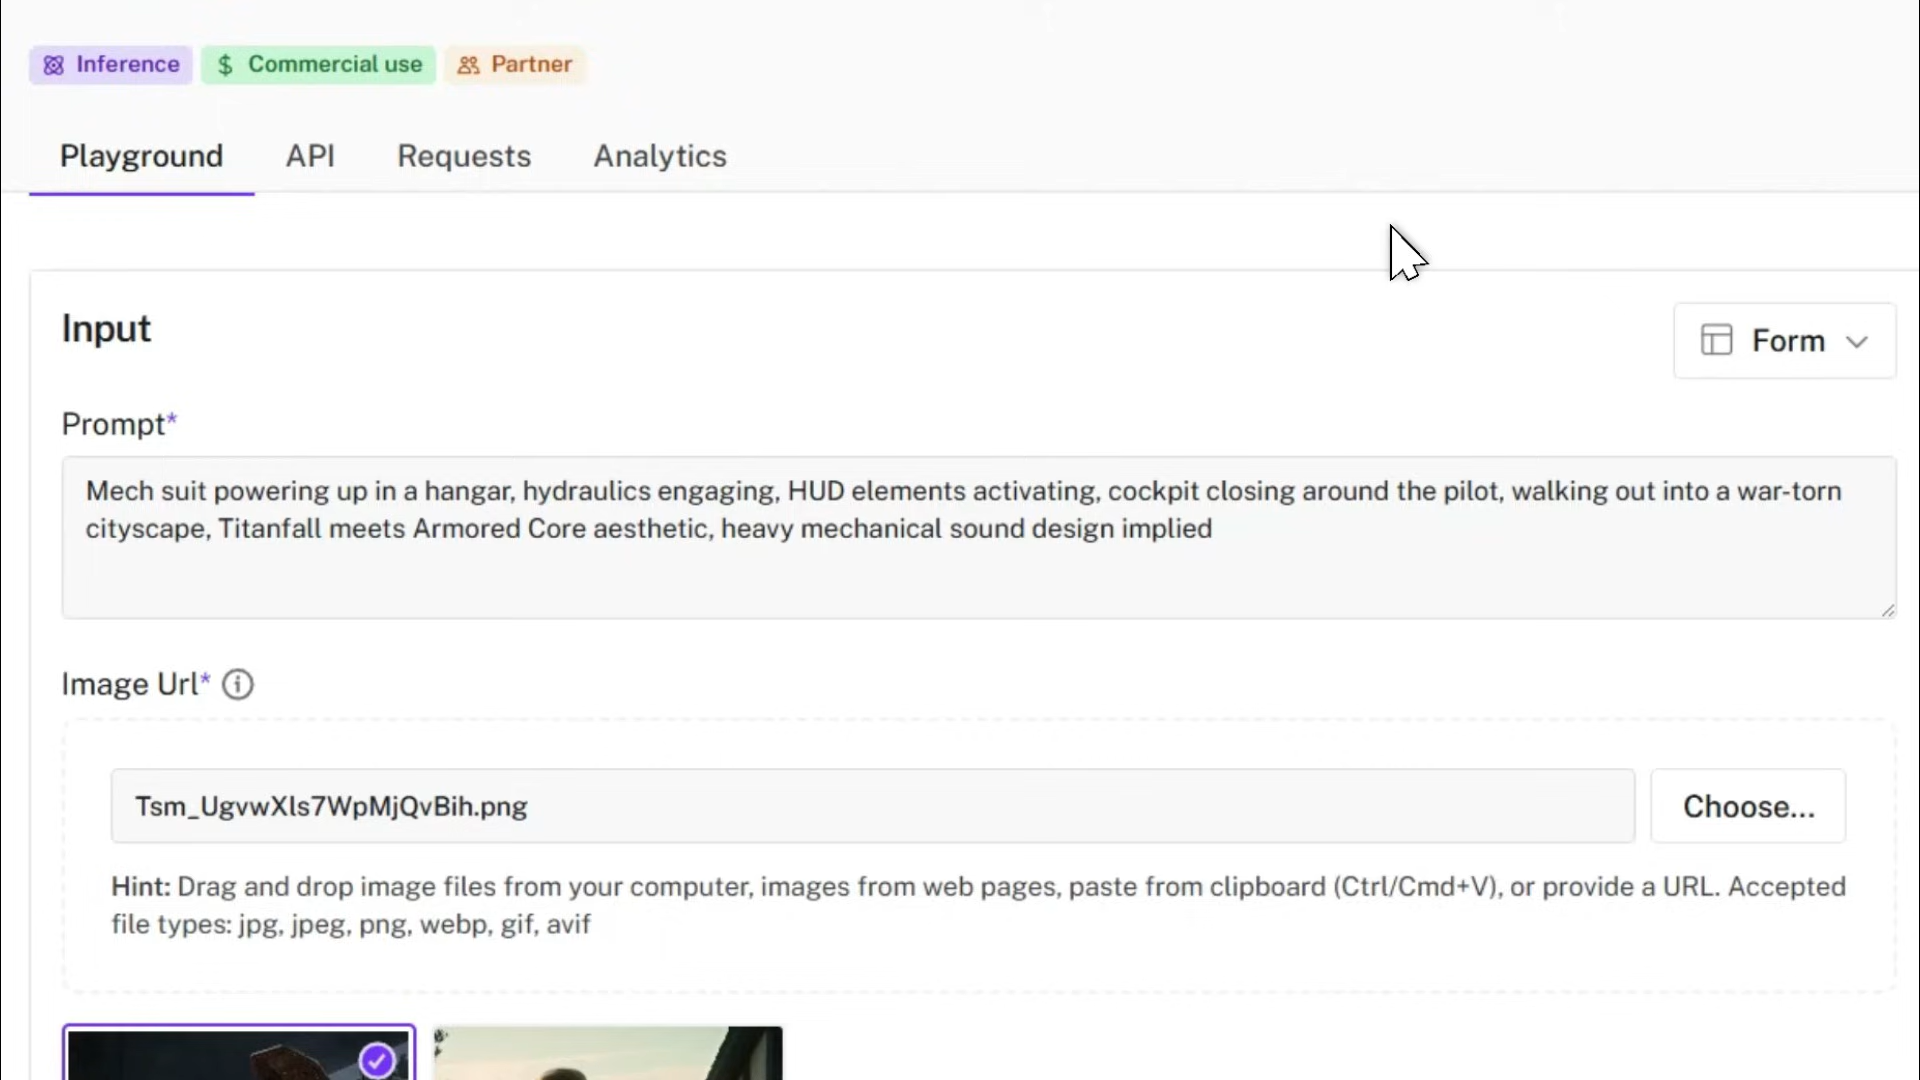 Inference
Commercial use
Partner
Playground
API
Requests
Analytics
Input
Form
Prompt*
Mech suit powering up in a hangar, hydraulics engaging, HUD elements activating, cockpit closing around the pilot, walking out into a war-torn
cityscape, Titanfall meets Armored Core aesthetic, heavy mechanical sound design implied
Image Url*
Tsm_UgvwXls7WpMjQvBih.png
Choose...
Hint: Drag and drop image files from your computer, images from web pages, paste from clipboard (Ctrl/Cmd+V), or provide a URL. Accepted
file types: jpg, jpeg, png, webp, gif, avif